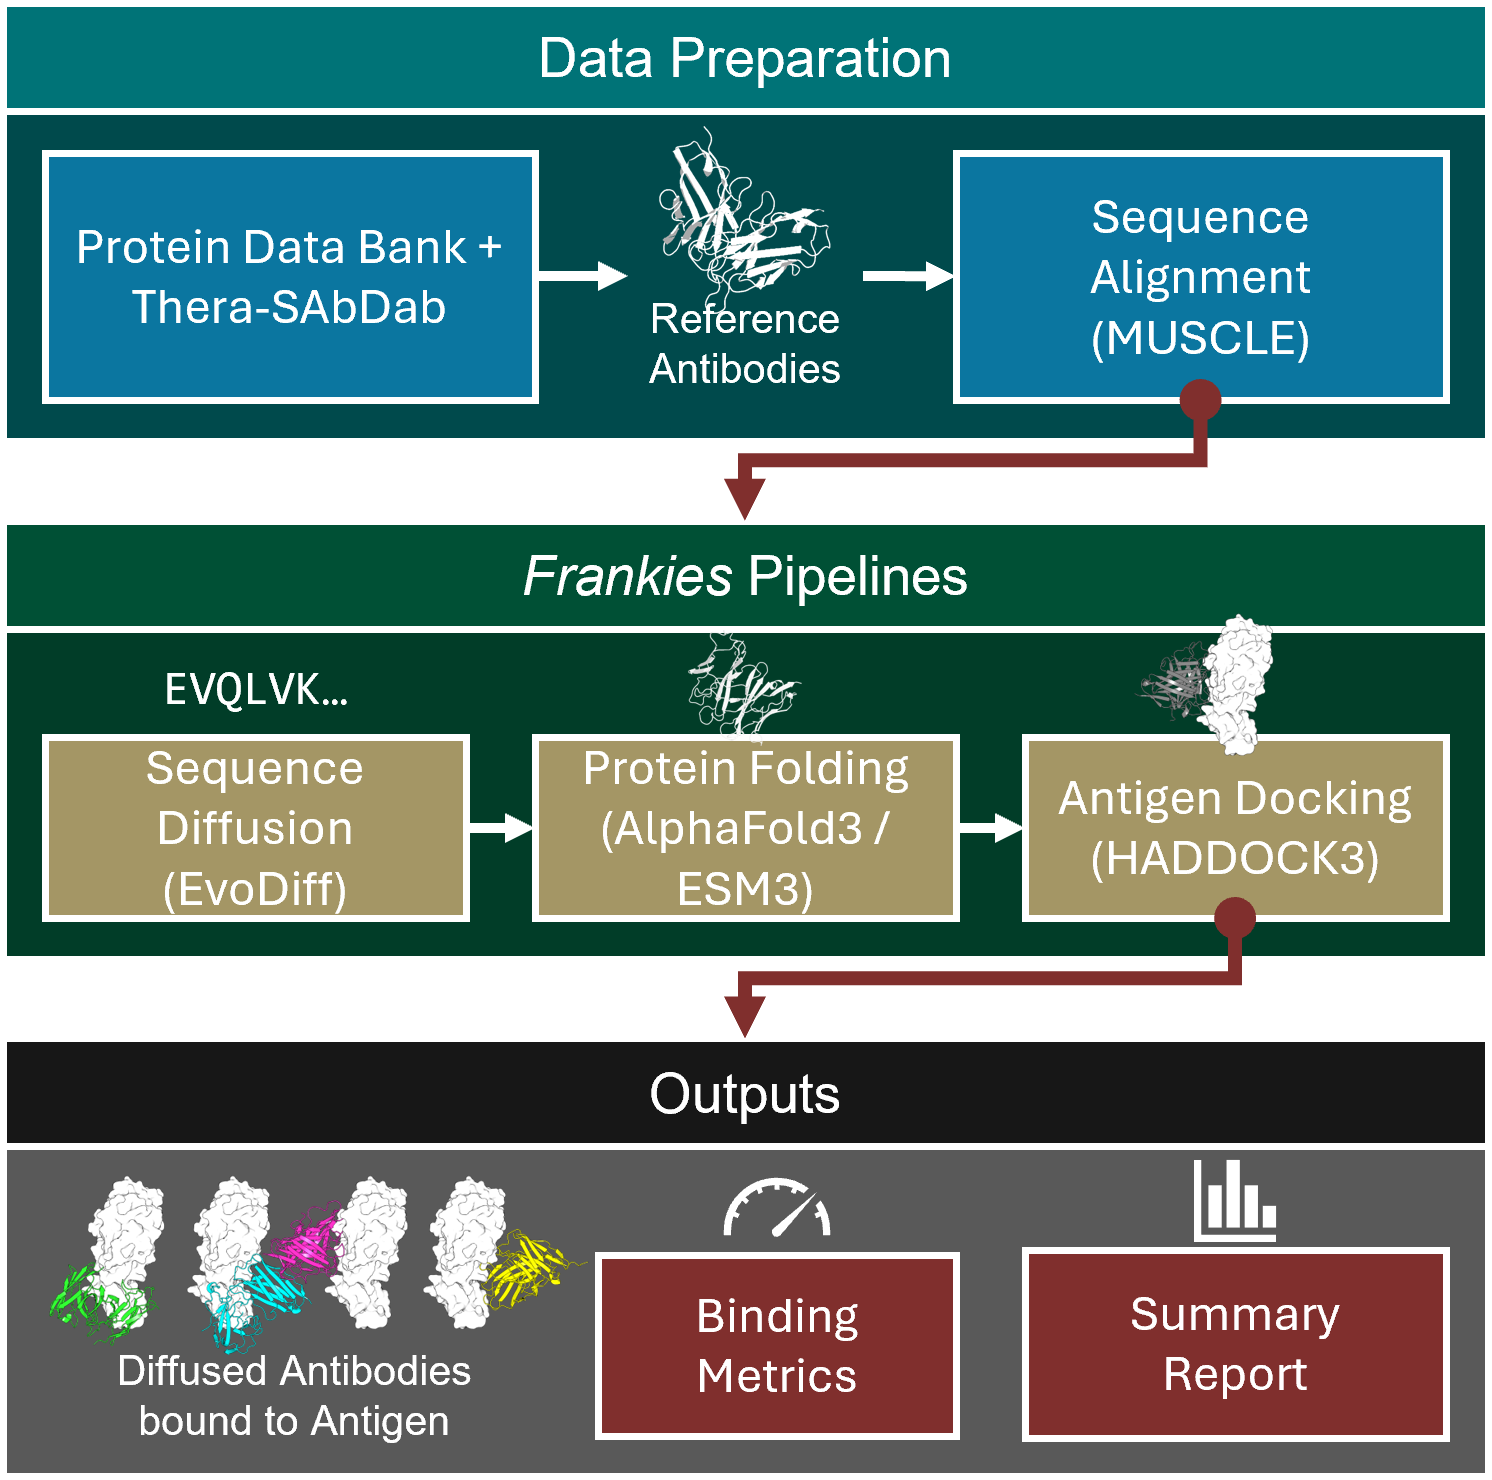 Data Preparation
Protein Data Bank +
Thera-SAbDab
Reference
Antibodies
Sequence
Alignment
(MUSCLE)
Frankies Pipelines
EVQLVK…
Sequence
Diffusion
(EvoDiff)
Protein Folding
(AlphaFold3 /
ESM3)
Antigen Docking
(HADDOCK3)
Outputs
Diffused Antibodies
bound to Antigen
Binding
Metrics
Summary
Report